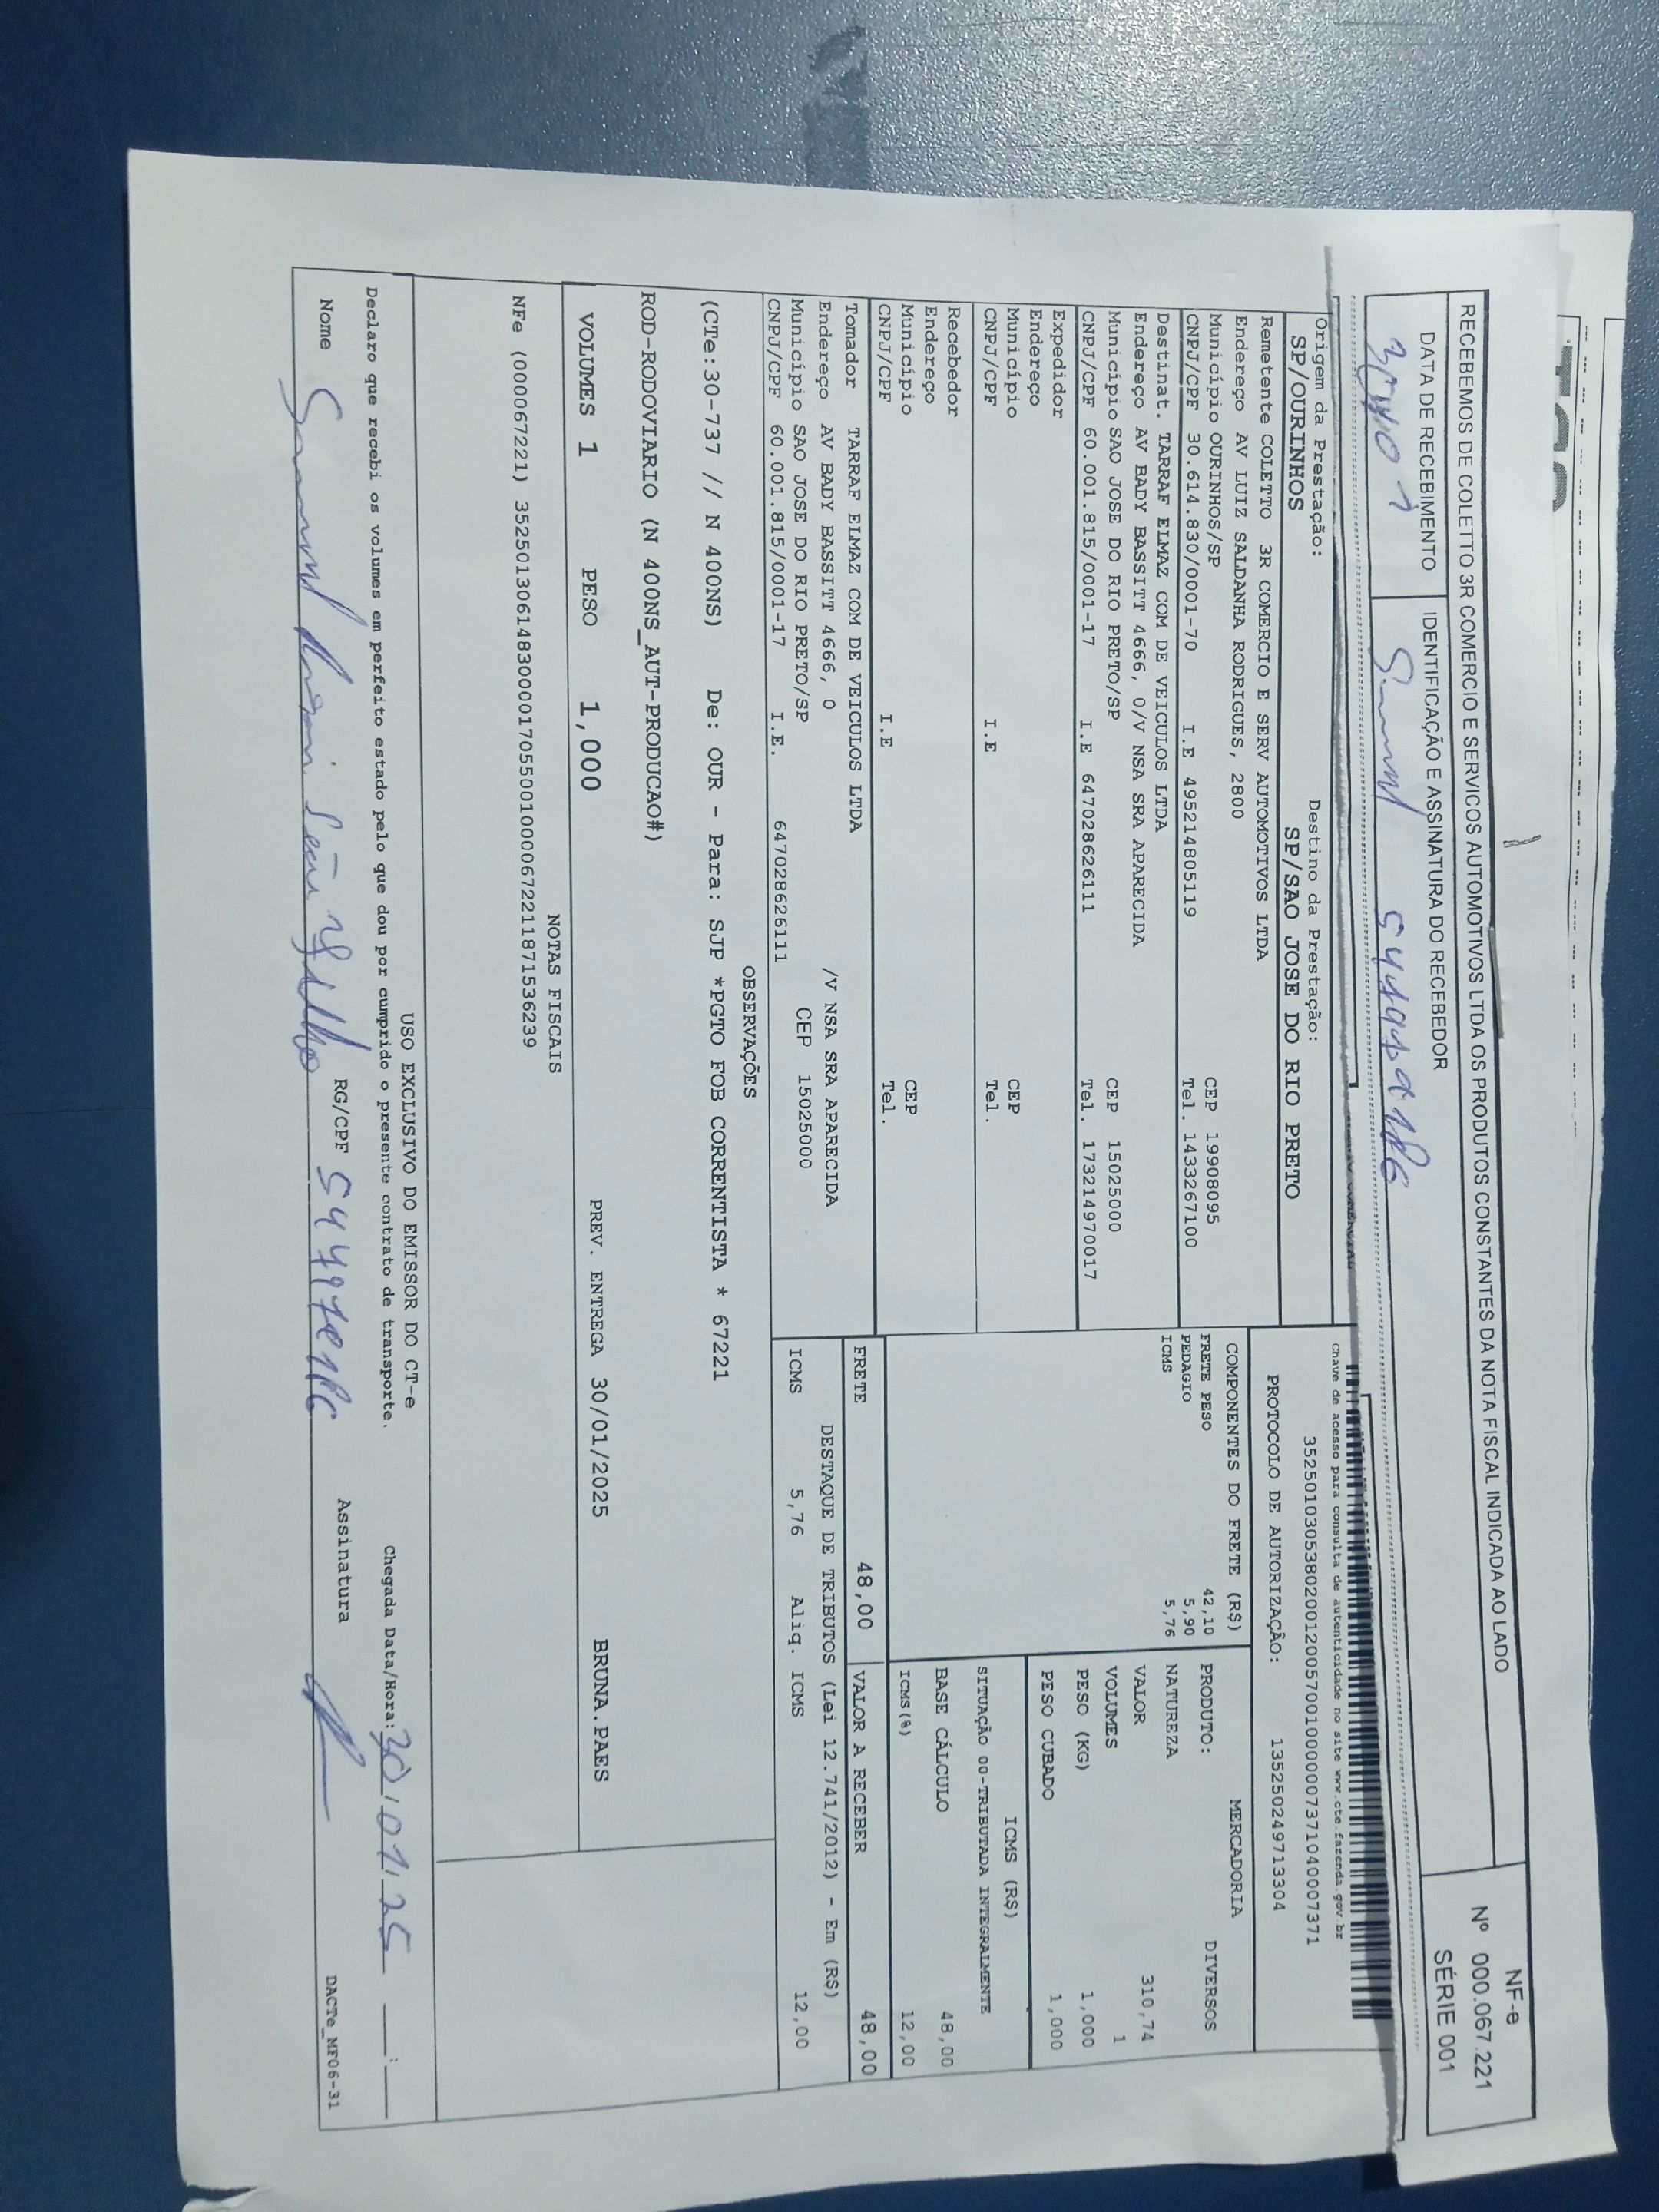 RECEBEMOS DE COLETTO 3R COMERCIO E SERVICOS AUTOMOTIVOS LTDA OS PRODUTOS CONSTANTES DA NOTA FISCAL INDICADA AO LADO
NF-e
Nº 000.067.221
SÉRIE 001
DATA DE RECEBIMENTO
IDENTIFICAÇÃO E ASSINATURA DO RECEBEDOR
Origem da Prestação:
SP/OURINHOS
Destino da Prestação:
SP/SAO JOSE DO RIO PRETO
Chave de acesso para consulta de autenticidade no site www.cte.fazenda.gov.br
35250103053802001200570010000007371040007371
PROTOCOLO DE AUTORIZAÇÃO: 135250249713304
Remetente COLETTO 3R COMERCIO E SERV AUTOMOTIVOS LTDA
Endereço AV LUIZ SALDANHA RODRIGUES, 2800
Município OURINHOS/SP CEP 19908095
CNPJ/CPF 30.614.830/0001-70 I.E 495214805119 Tel. 1433267100
Destinat. TARRAF ELMAZ COM DE VEICULOS LTDA
Endereço AV BADY BASSITT 4666, 0/V NSA SRA APARECIDA
Município SAO JOSE DO RIO PRETO/SP CEP 15025000
CNPJ/CPF 60.001.815/0001-17 I.E 647028626111 Tel. 173214970017
Expedidor
Endereço
Município CEP
CNPJ/CPF I.E Tel.
Recebedor
Endereço
Município CEP
CNPJ/CPF I.E Tel.
Tomador TARRAF ELMAZ COM DE VEICULOS LTDA
Endereço AV BADY BASSITT 4666, 0 /V NSA SRA APARECIDA
Município SAO JOSE DO RIO PRETO/SP CEP 15025000
CNPJ/CPF 60.001.815/0001-17 I.E. 647028626111
COMPONENTES DO FRETE (R$)
FRETE PESO 42,10
PEDAGIO 5,90
ICMS 5,76
MERCADORIA
PRODUTO: DIVERSOS
NATUREZA
VALOR 310,74
VOLUMES 1
PESO (KG) 1,000
PESO CUBADO 1,000
ICMS (R$)
SITUAÇÃO 00-TRIBUTADA INTEGRALMENTE
BASE CÁLCULO 48,00
ICMS(%) 12,00
FRETE 48,00 VALOR A RECEBER 48,00
DESTAQUE DE TRIBUTOS (Lei 12.741/2012) - Em (R$)
ICMS 5,76 Aliq. ICMS 12,00
OBSERVAÇÕES
(CTe:30-737 // N 400NS) De: OUR - Para: SJP *PGTO FOB CORRENTISTA * 67221
ROD-RODOVIARIO (N 400NS_AUT-PRODUCAO#)
VOLUMES 1 PESO 1,000 PREV. ENTREGA 30/01/2025 BRUNA.PAES
NOTAS FISCAIS
NFe (000067221) 35250130614830000170550010000672211871536239
USO EXCLUSIVO DO EMISSOR DO CT-e
Declaro que recebi os volumes em perfeito estado pelo que dou por cumprido o presente contrato de transporte. Chegada Data/Hora: 30/01/25 __:__
Nome RG/CPF Assinatura
DACTe_MF06-31